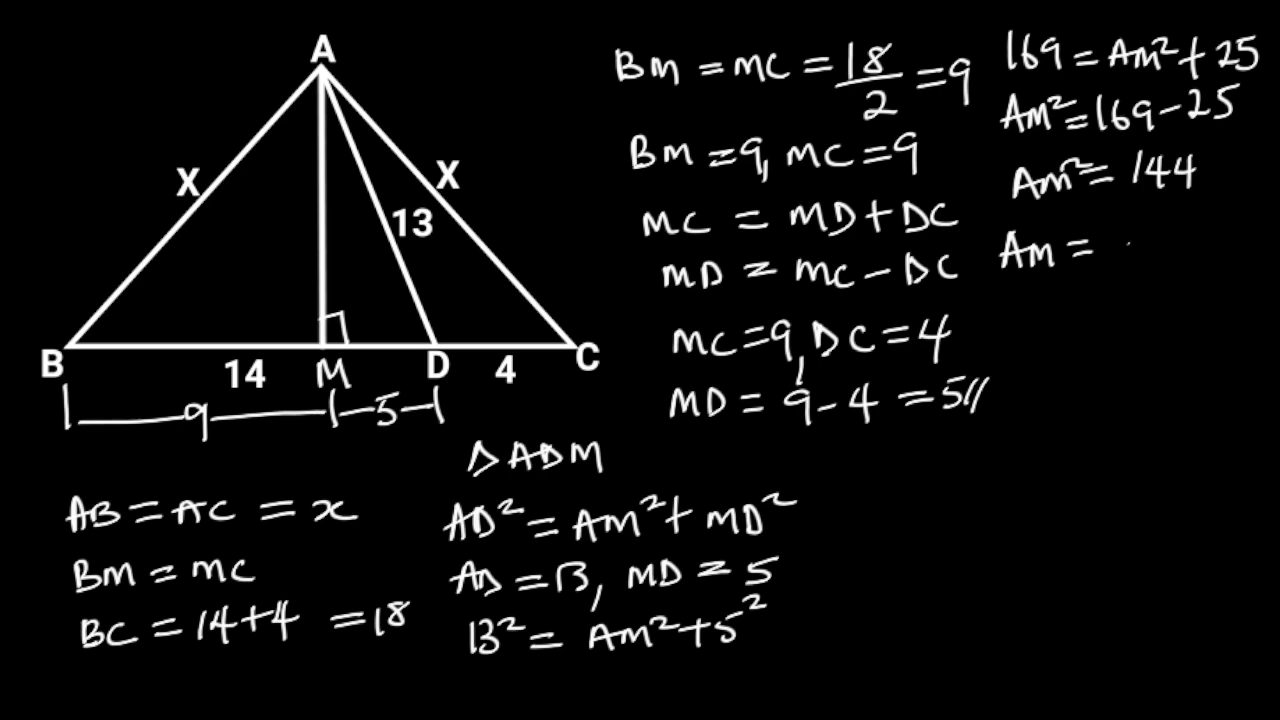 A
X
X
13
B
14
M
D
4
C
9
5
AB = AC = x
BM = MC
BC = 14+4 = 18
Δ ADM
AD² = AM² + MD²
AD = 13, MD = 5
13² = AM² + 5²
BM = MC = 18/2 = 9
BM = 9, MC = 9
MC = MD + DC
MD = MC - DC
MC = 9, DC = 4
MD = 9 - 4 = 5//
169 = AM² + 25
AM² = 169 - 25
AM² = 144
AM =